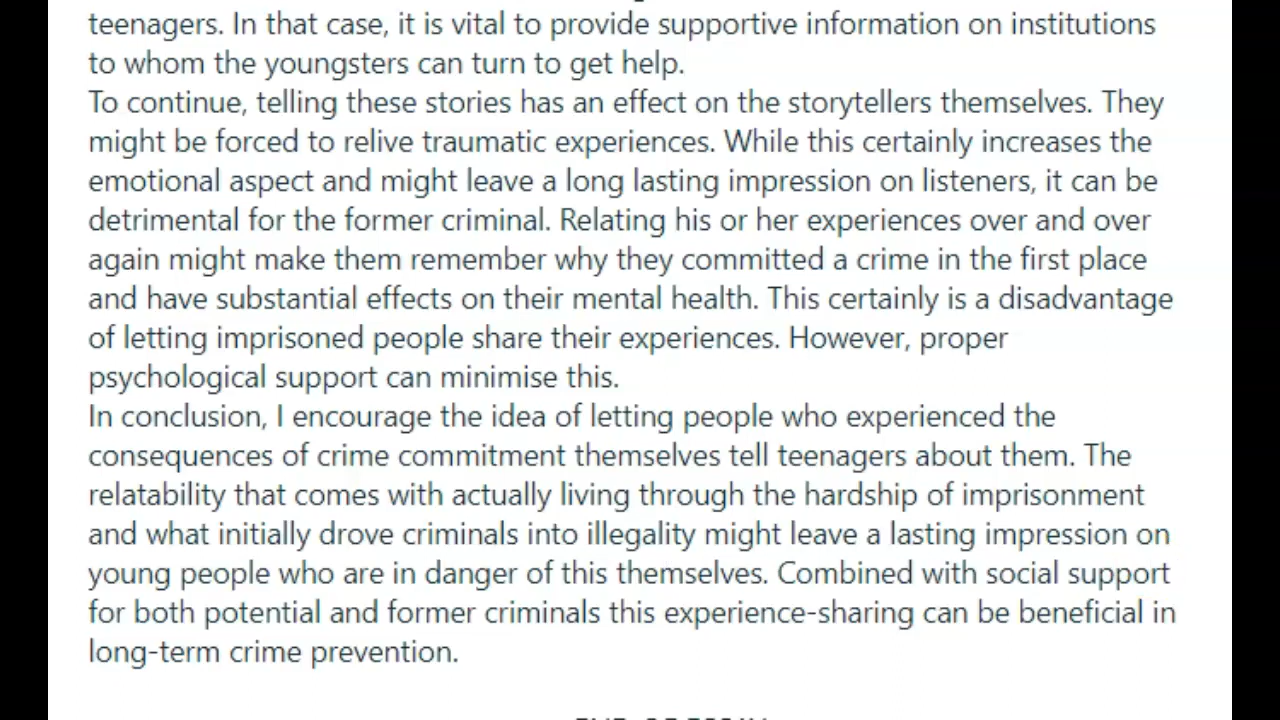 teenagers. In that case, it is vital to provide supportive information on institutions
to whom the youngsters can turn to get help.
To continue, telling these stories has an effect on the storytellers themselves. They
might be forced to relive traumatic experiences. While this certainly increases the
emotional aspect and might leave a long lasting impression on listeners, it can be
detrimental for the former criminal. Relating his or her experiences over and over
again might make them remember why they committed a crime in the first place
and have substantial effects on their mental health. This certainly is a disadvantage
of letting imprisoned people share their experiences. However, proper
psychological support can minimise this.
In conclusion, I encourage the idea of letting people who experienced the
consequences of crime commitment themselves tell teenagers about them. The
relatability that comes with actually living through the hardship of imprisonment
and what initially drove criminals into illegality might leave a lasting impression on
young people who are in danger of this themselves. Combined with social support
for both potential and former criminals this experience-sharing can be beneficial in
long-term crime prevention.